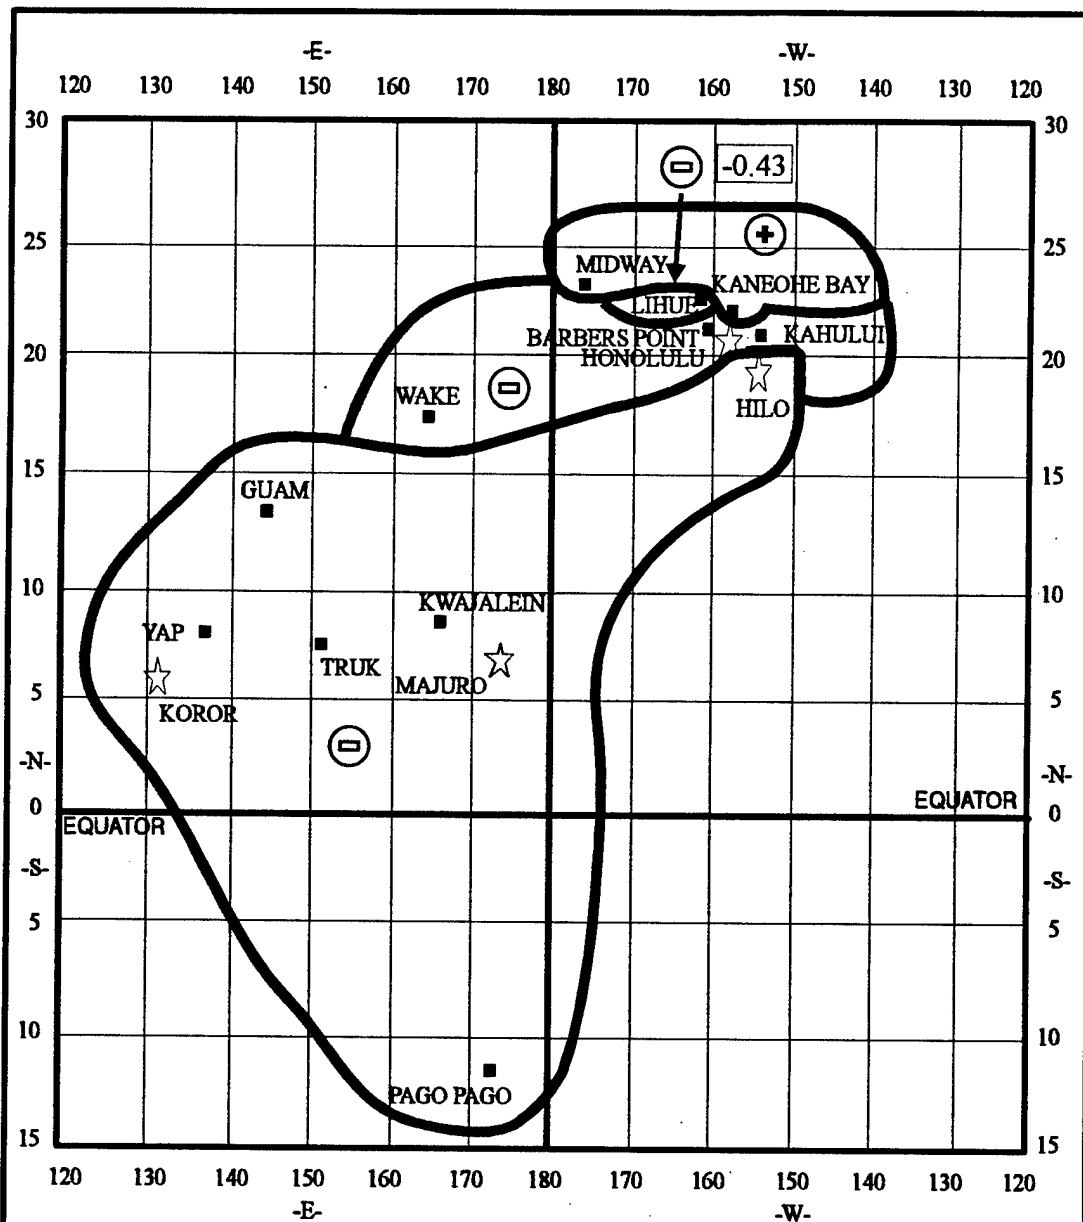 -E- -W-
120 130 140 150 160 170 180 170 160 150 140 130 120
30 30
-0.43
25 25
MIDWAY
KANEOHE BAY
LIHUE
BARBERS POINT KAHULUI
HONOLULU
20 20
WAKE
HILO
15 15
GUAM
10 10
KWAJALEIN
YAP
TRUK
MAJURO
5 5
KOROR
-N- -N-
EQUATOR
0 0
EQUATOR
-S- -S-
5 5
10 10
PAGO PAGO
15 15
120 130 140 150 160 170 180 170 160 150 140 130 120
-E- -W-